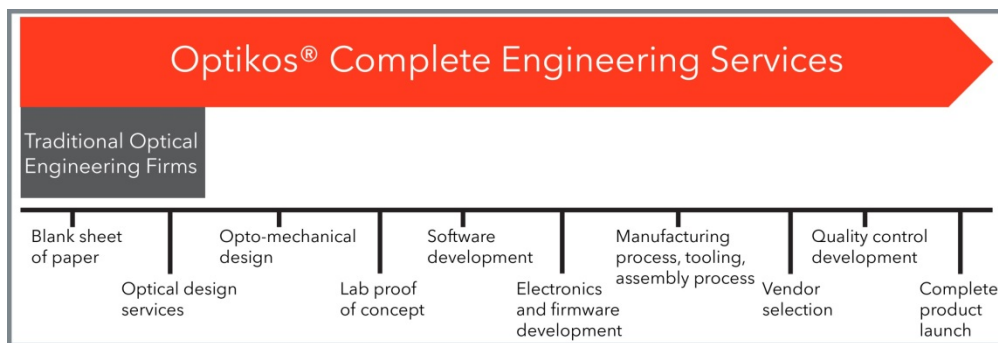 Optikos® Complete Engineering Services
Traditional Optical
Engineering Firms
Blank sheet
of paper
Optical design
services
Opto-mechanical
design
Lab proof
of concept
Software
development
Electronics
and firmware
development
Manufacturing
process, tooling,
assembly process
Vendor
selection
Quality control
development
Complete
product
launch